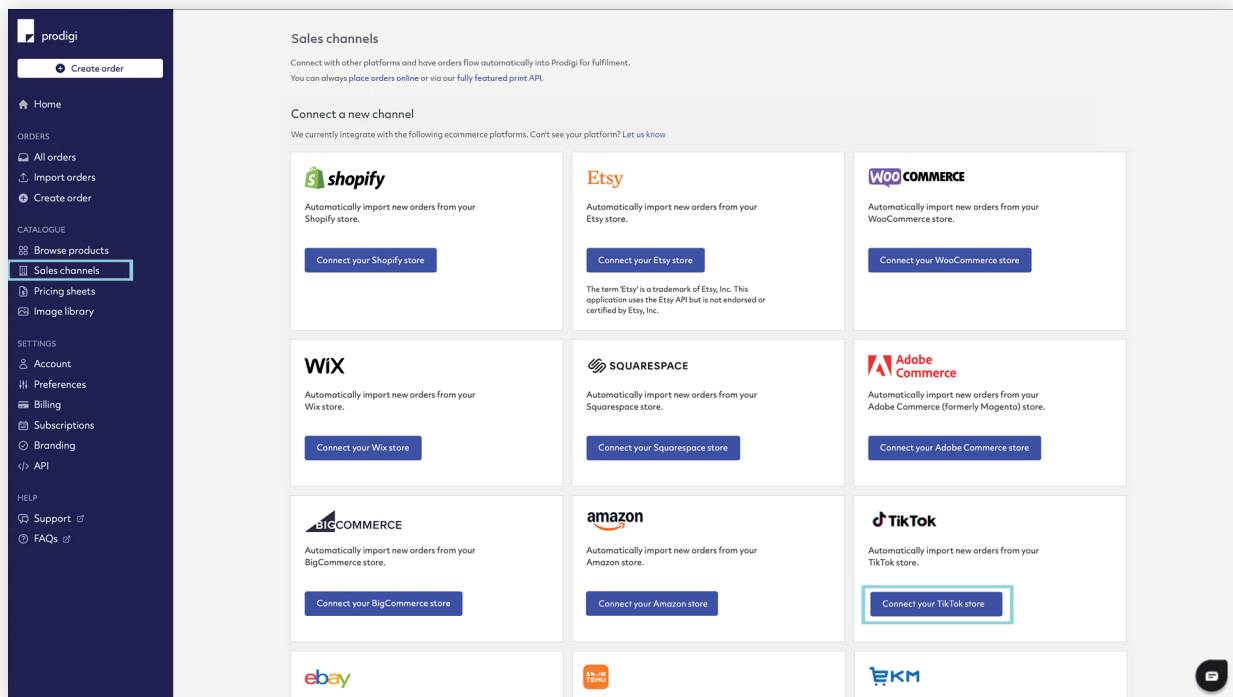 prodigi
Create order
Home
ORDERS
All orders
Import orders
Create order
CATALOGUE
Browse products
Sales channels
Pricing sheets
Image library
SETTINGS
Account
Preferences
Billing
Subscriptions
Branding
API
HELP
Support
FAQs
Sales channels
Connect with other platforms and have orders flow automatically into Prodigi for fulfilment.
You can always place orders online or via our fully featured print API.
Connect a new channel
We currently integrate with the following ecommerce platforms. Can't see your platform? Let us know
shopify
Automatically import new orders from your
Shopify store.
Connect your Shopify store
Etsy
Automatically import new orders from your
Etsy store.
Connect your Etsy store
The term 'Etsy' is a trademark of Etsy, Inc. This
application uses the Etsy API but is not endorsed or
certified by Etsy, Inc.
WOO COMMERCE
Automatically import new orders from your
WooCommerce store.
Connect your WooCommerce store
WiX
Automatically import new orders from your
Wix store.
Connect your Wix store
SQUARESPACE
Automatically import new orders from your
Squarespace store.
Connect your Squarespace store
Adobe
Commerce
Automatically import new orders from your
Adobe Commerce (formerly Magento) store.
Connect your Adobe Commerce store
BIGCOMMERCE
Automatically import new orders from your
BigCommerce store.
Connect your BigCommerce store
amazon
Automatically import new orders from your
Amazon store.
Connect your Amazon store
TikTok
Automatically import new orders from your
TikTok store.
Connect your TikTok store
ebay
TEMU
KM